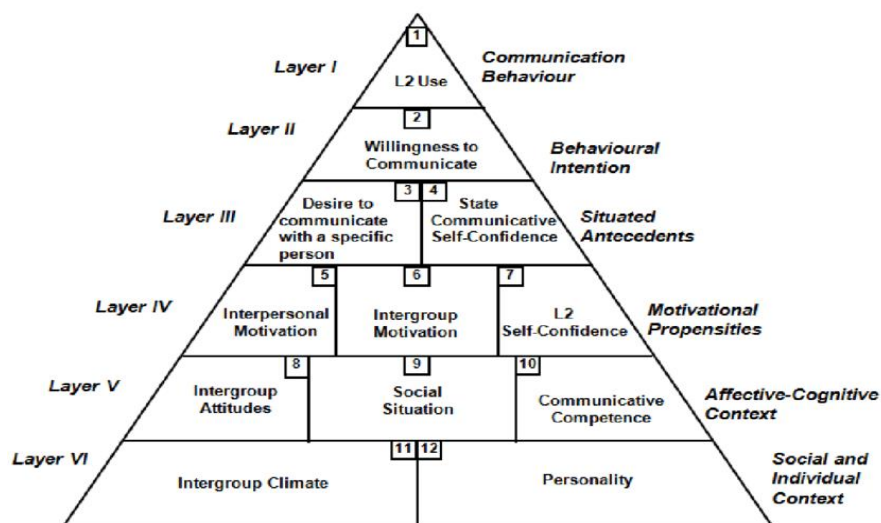 1
Layer I
L2 Use
Communication
Behaviour
2
Layer II
Willingness to
Communicate
Behavioural
Intention
3
4
Layer III
Desire to
communicate
with a specific
person
State
Communicative
Self-Confidence
Situated
Antecedents
5
6
7
Layer IV
Interpersonal
Motivation
Intergroup
Motivation
L2
Self-Confidence
Motivational
Propensities
8
9
10
Layer V
Intergroup
Attitudes
Social
Situation
Communicative
Competence
Affective-Cognitive
Context
11
12
Layer VI
Intergroup Climate
Personality
Social and
Individual
Context